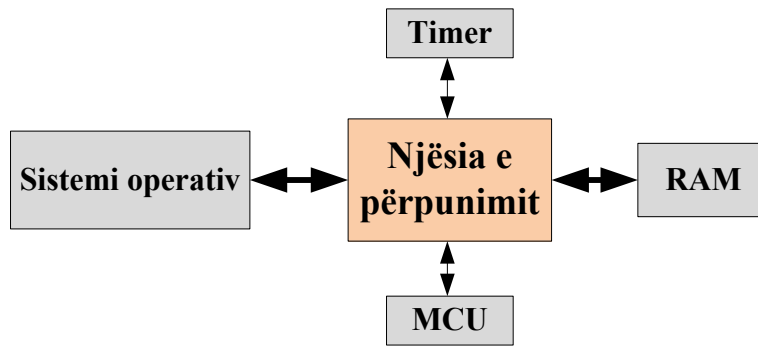 Timer
Sistemi operativ
Njësia e
përpunimit
RAM
MCU